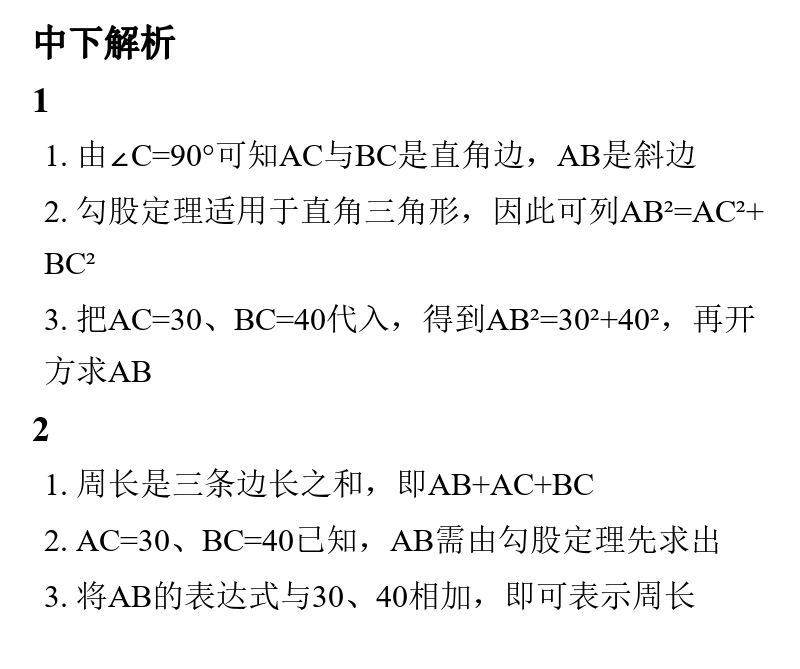 中下解析
1
1. 由∠C=90°可知AC与BC是直角边，AB是斜边
2. 勾股定理适用于直角三角形，因此可列AB²=AC²+
BC²
3. 把AC=30、BC=40代入，得到AB²=30²+40²，再开
方求AB
2
1. 周长是三条边长之和，即AB+AC+BC
2. AC=30、BC=40已知，AB需由勾股定理先求出
3. 将AB的表达式与30、40相加，即可表示周长